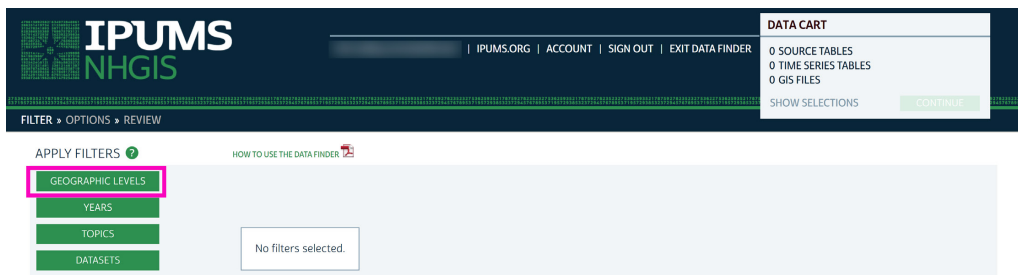 IPUMS
NHGIS
| IPUMS.ORG | ACCOUNT | SIGN OUT | EXIT DATA FINDER
DATA CART
0 SOURCE TABLES
0 TIME SERIES TABLES
0 GIS FILES
SHOW SELECTIONS
CONTINUE
FILTER » OPTIONS » REVIEW
APPLY FILTERS ?
HOW TO USE THE DATA FINDER
GEOGRAPHIC LEVELS
YEARS
TOPICS
DATASETS
No filters selected.